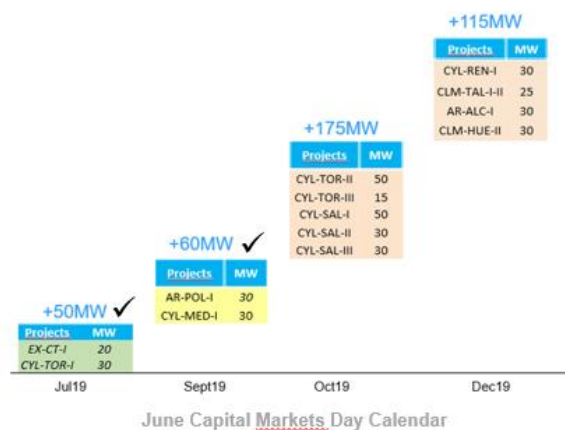 +115MW
Projects MW
CYL-REN-I 30
CLM-TAL-I-II 25
AR-ALC-I 30
CLM-HUE-II 30
+175MW
Projects MW
CYL-TOR-II 50
CYL-TOR-III 15
CYL-SAL-I 50
CYL-SAL-II 30
CYL-SAL-III 30
+60MW ✓
Projects MW
AR-POL-I 30
CYL-MED-I 30
+50MW ✓
Projects MW
EX-CT-I 20
CYL-TOR-I 30
Jul19 Sept19 Oct19 Dec19
June Capital Markets Day Calendar